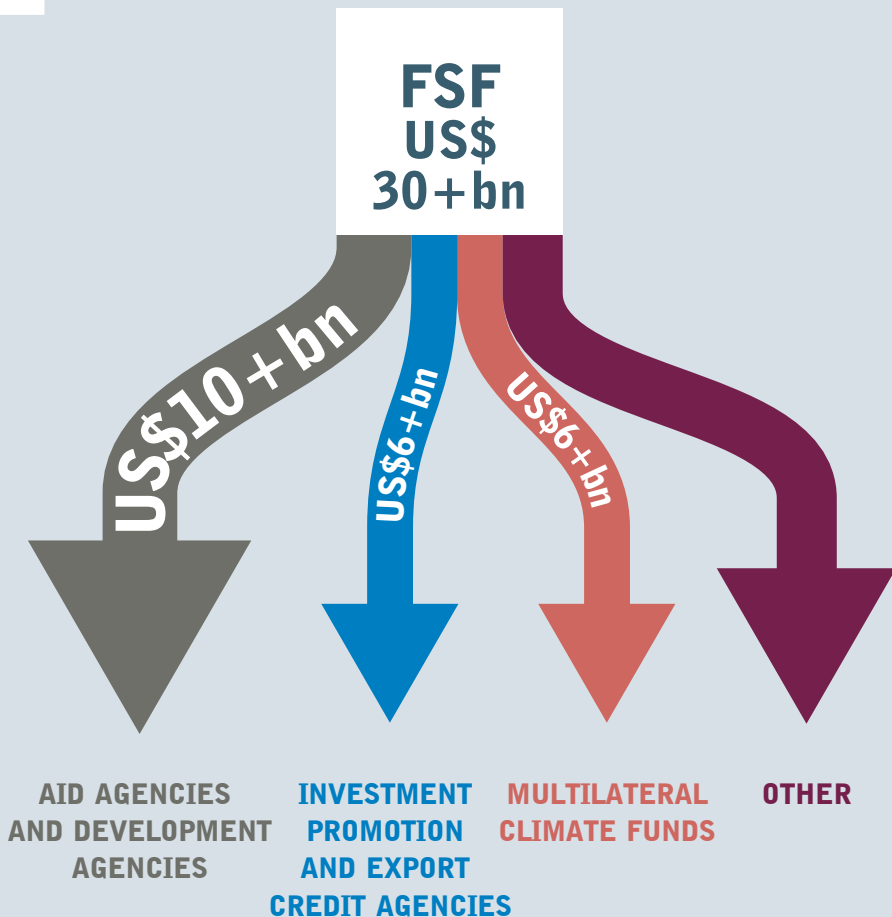 FSF
US$
30+bn
US$10+bn
US$6+bn
US$6+bn
AID AGENCIES
AND DEVELOPMENT
AGENCIES
INVESTMENT
PROMOTION
AND EXPORT
CREDIT AGENCIES
MULTILATERAL
CLIMATE FUNDS
OTHER